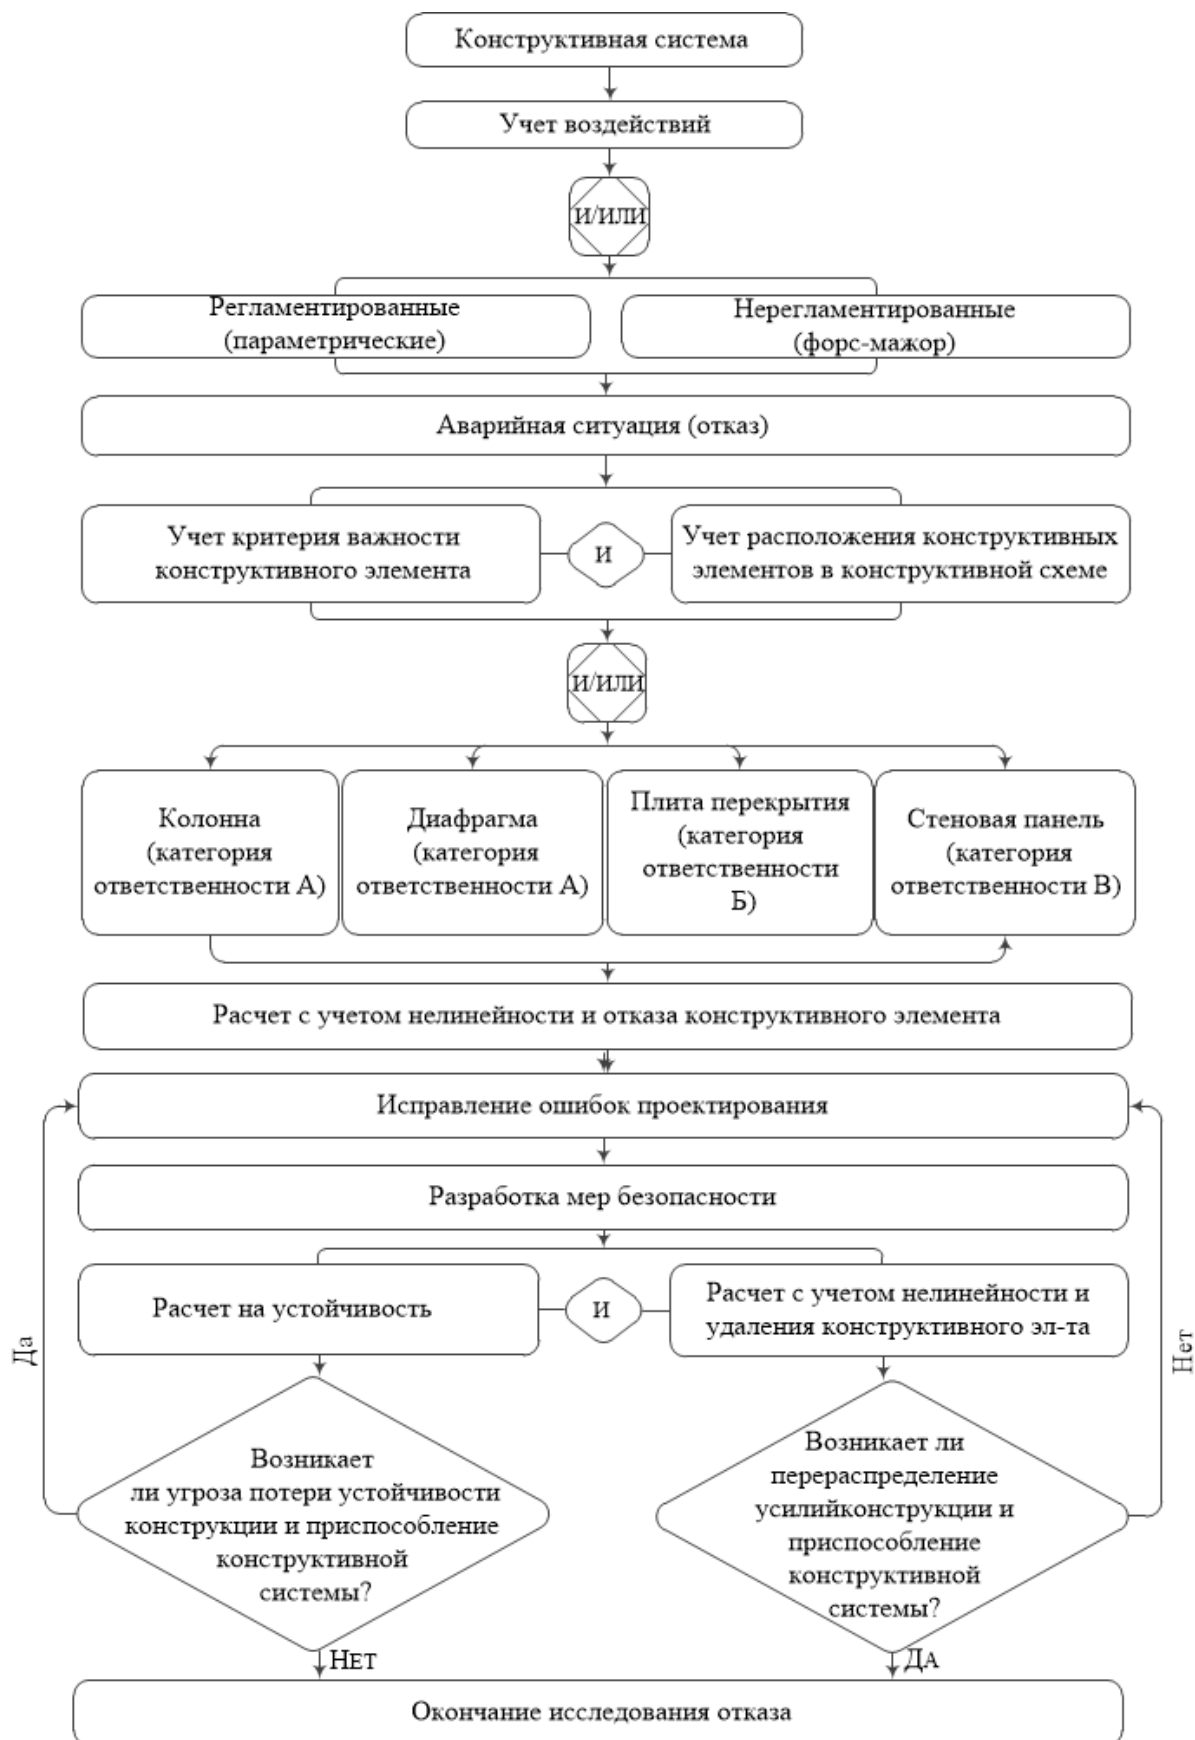 Конструктивная система
Учет воздействий
И/ИЛИ
Регламентированные
(параметрические)
Нерегламентированные
(форс-мажор)
Аварийная ситуация (отказ)
Учет критерия важности
конструктивного элемента
И
Учет расположения конструктивных
элементов в конструктивной схеме
И/ИЛИ
Колонна
(категория
ответственности А)
Диафрагма
(категория
ответственности А)
Плита перекрытия
(категория
ответственности
Б)
Стеновая панель
(категория
ответственности В)
Расчет с учетом нелинейности и отказа конструктивного элемента
Исправление ошибок проектирования
Разработка мер безопасности
Расчет на устойчивость
И
Расчет с учетом нелинейности и
удаления конструктивного эл-та
Да
Нет
Возникает
ли угроза потери устойчивости
конструкции и приспособление
конструктивной
системы?
Возникает ли
перераспределение
усилийконструкции и
приспособление
конструктивной
системы?
НЕТ
ДА
Окончание исследования отказа